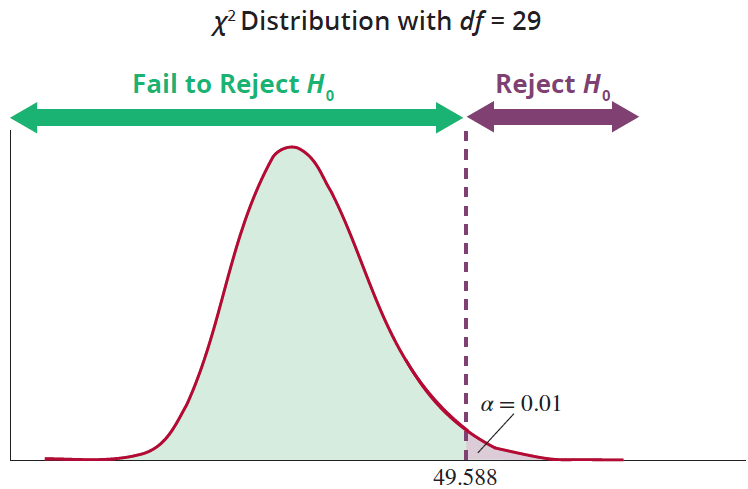 χ² Distribution with df = 29
Fail to Reject H₀
Reject H₀
α = 0.01
49.588